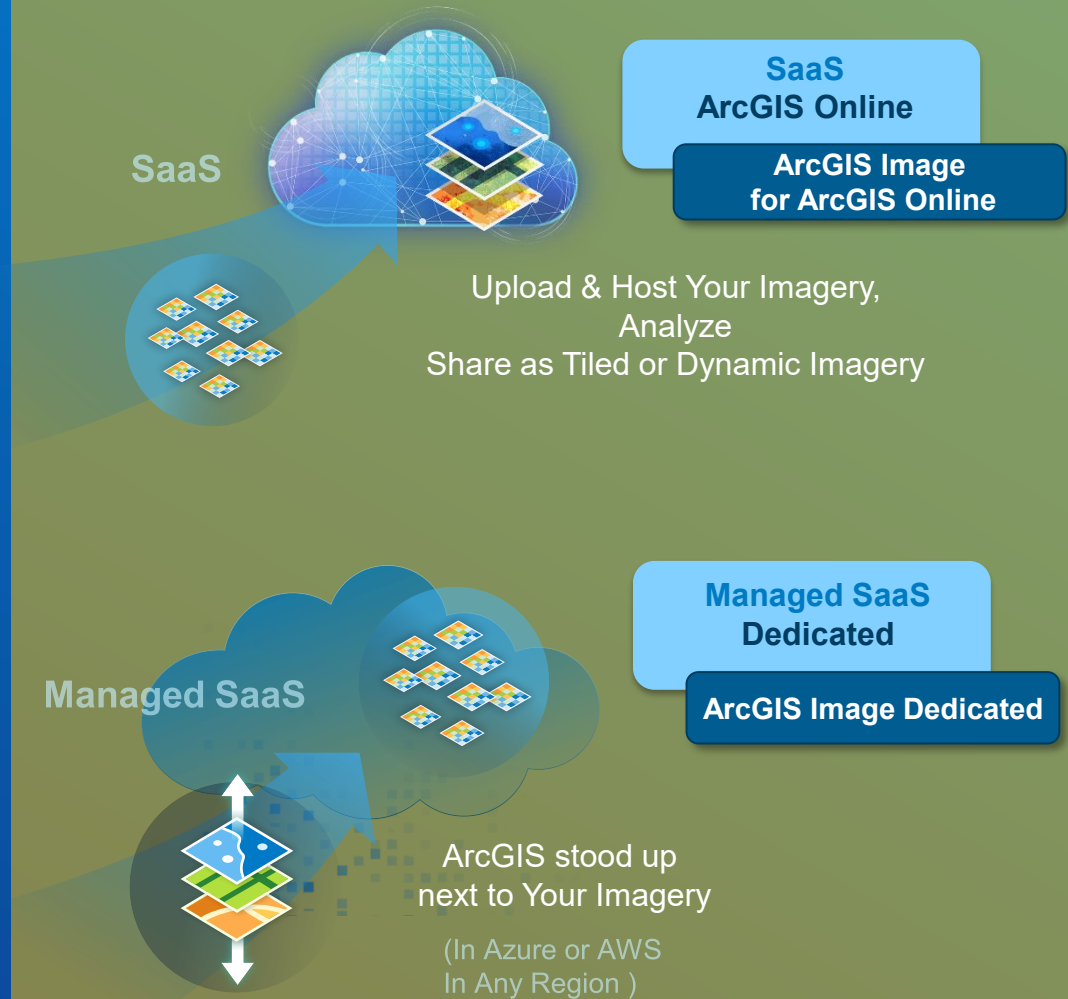 SaaS
SaaS
ArcGIS Online
ArcGIS Image
for ArcGIS Online
Upload & Host Your Imagery,
Analyze
Share as Tiled or Dynamic Imagery
Managed SaaS
Managed SaaS
Dedicated
ArcGIS Image Dedicated
ArcGIS stood up
next to Your Imagery
(In Azure or AWS
In Any Region )